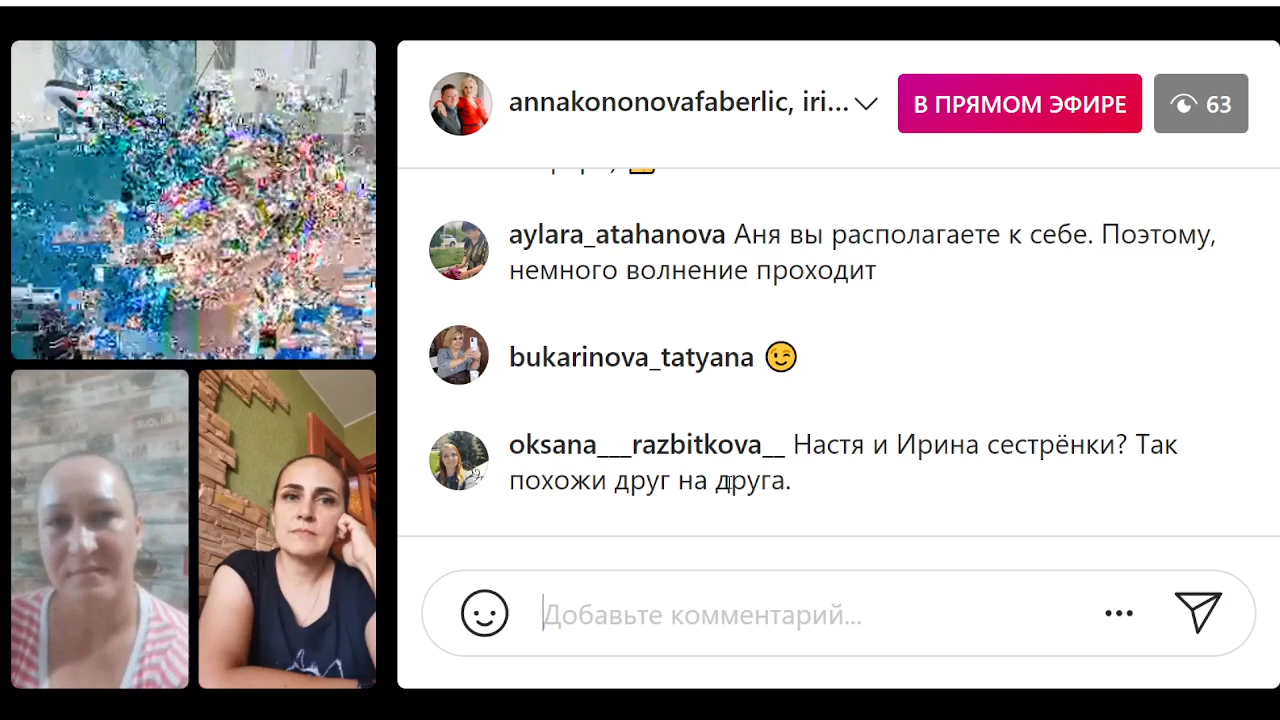 annakononovafaberlic, iri...
В ПРЯМОМ ЭФИРЕ
63
aylara_atahanova Аня вы располагаете к себе. Поэтому,
немного волнение проходит
bukarinova_tatyana 😉
oksana___razbitkova__ Настя и Ирина сестрёнки? Так
похожи друг на друга.
Добавьте комментарий...